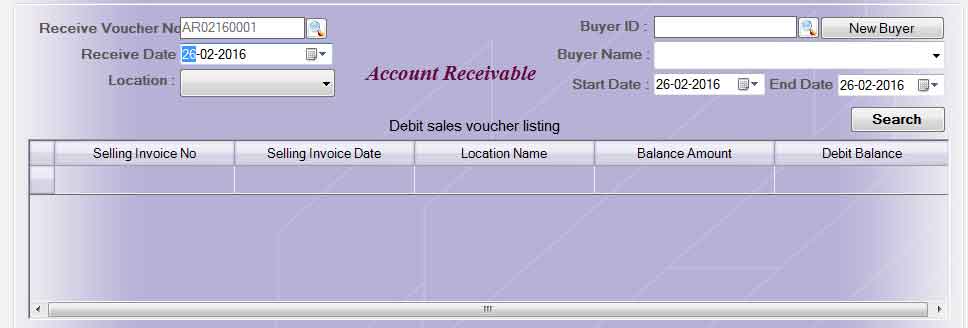 Receive Voucher No AR02160001 Buyer ID : New Buyer
Receive Date 26-02-2016 Buyer Name :
Location : Account Receivable Start Date : 26-02-2016 End Date 26-02-2016
Search
Debit sales voucher listing
Selling Invoice No Selling Invoice Date Location Name Balance Amount Debit Balance